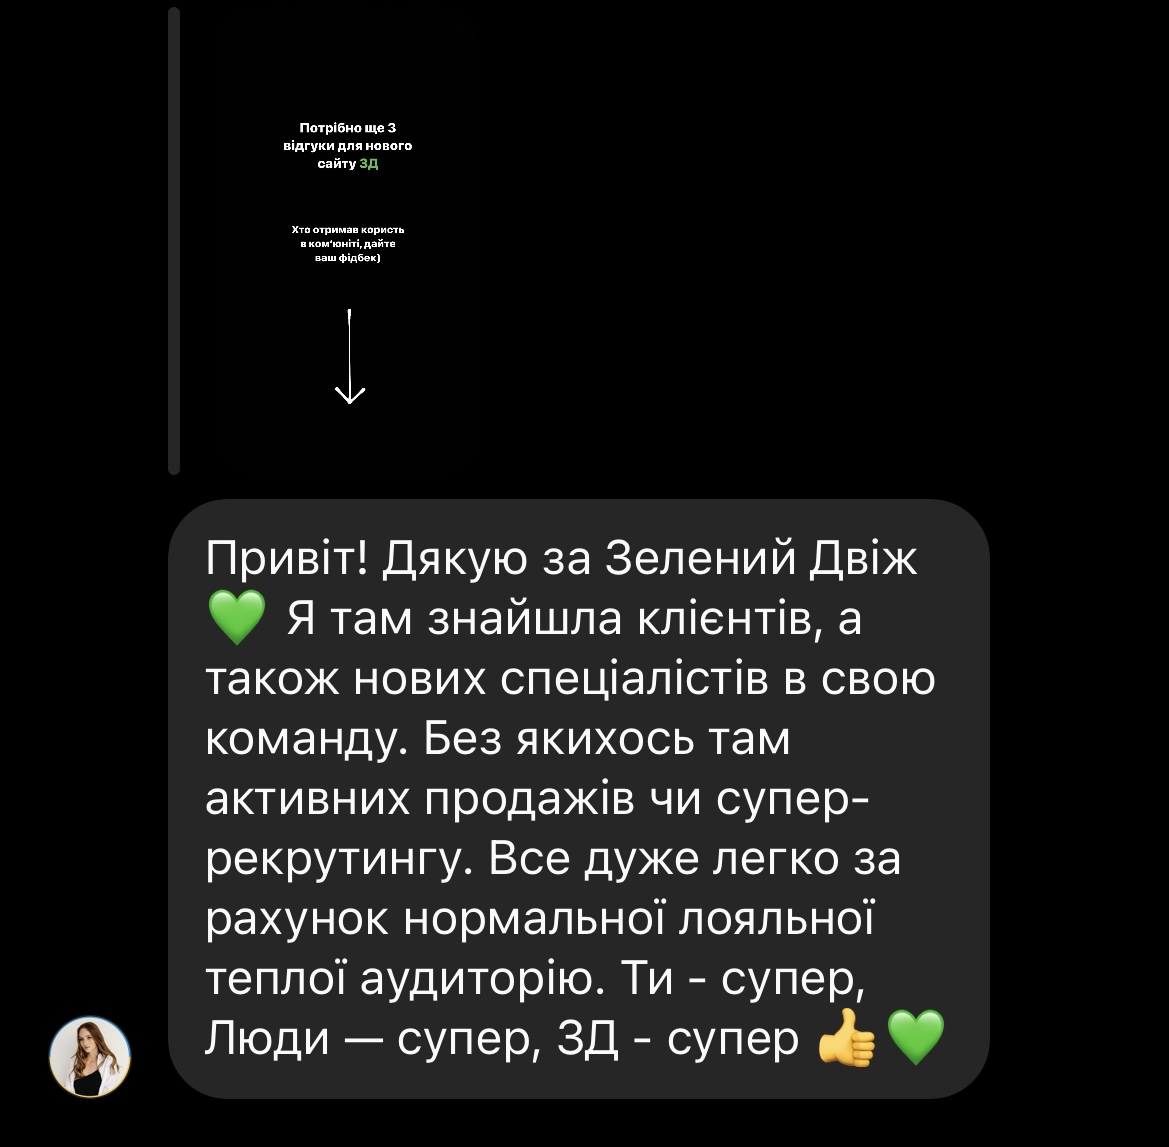 Потрібно ще 3
відгуки для нового
сайту ЗД
Хто отримав користь
в ком'юніті, дайте
ваш фідбек)
Привіт! Дякую за Зелений Двіж
💚 Я там знайшла клієнтів, а
також нових спеціалістів в свою
команду. Без якихось там
активних продажів чи супер-
рекрутингу. Все дуже легко за
рахунок нормальної лояльної
теплої аудиторію. Ти - супер,
Люди — супер, ЗД - супер 👍💚